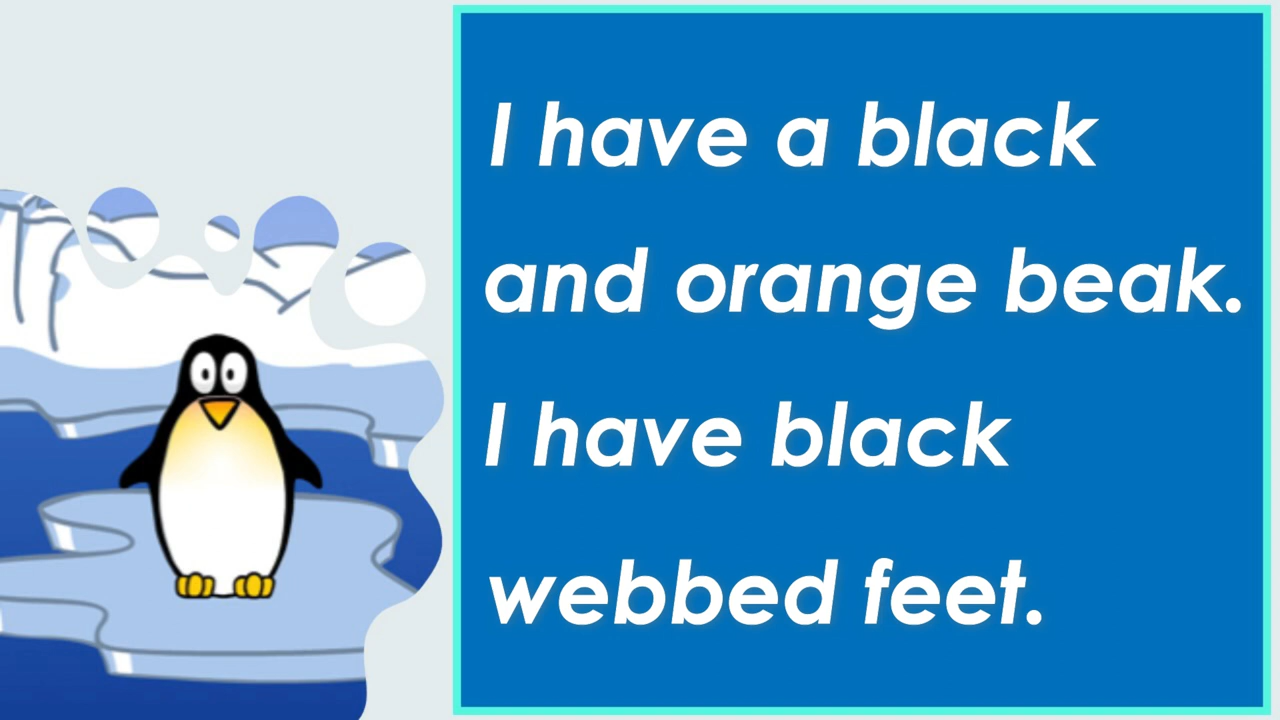 I have a black
and orange beak.
I have black
webbed feet.